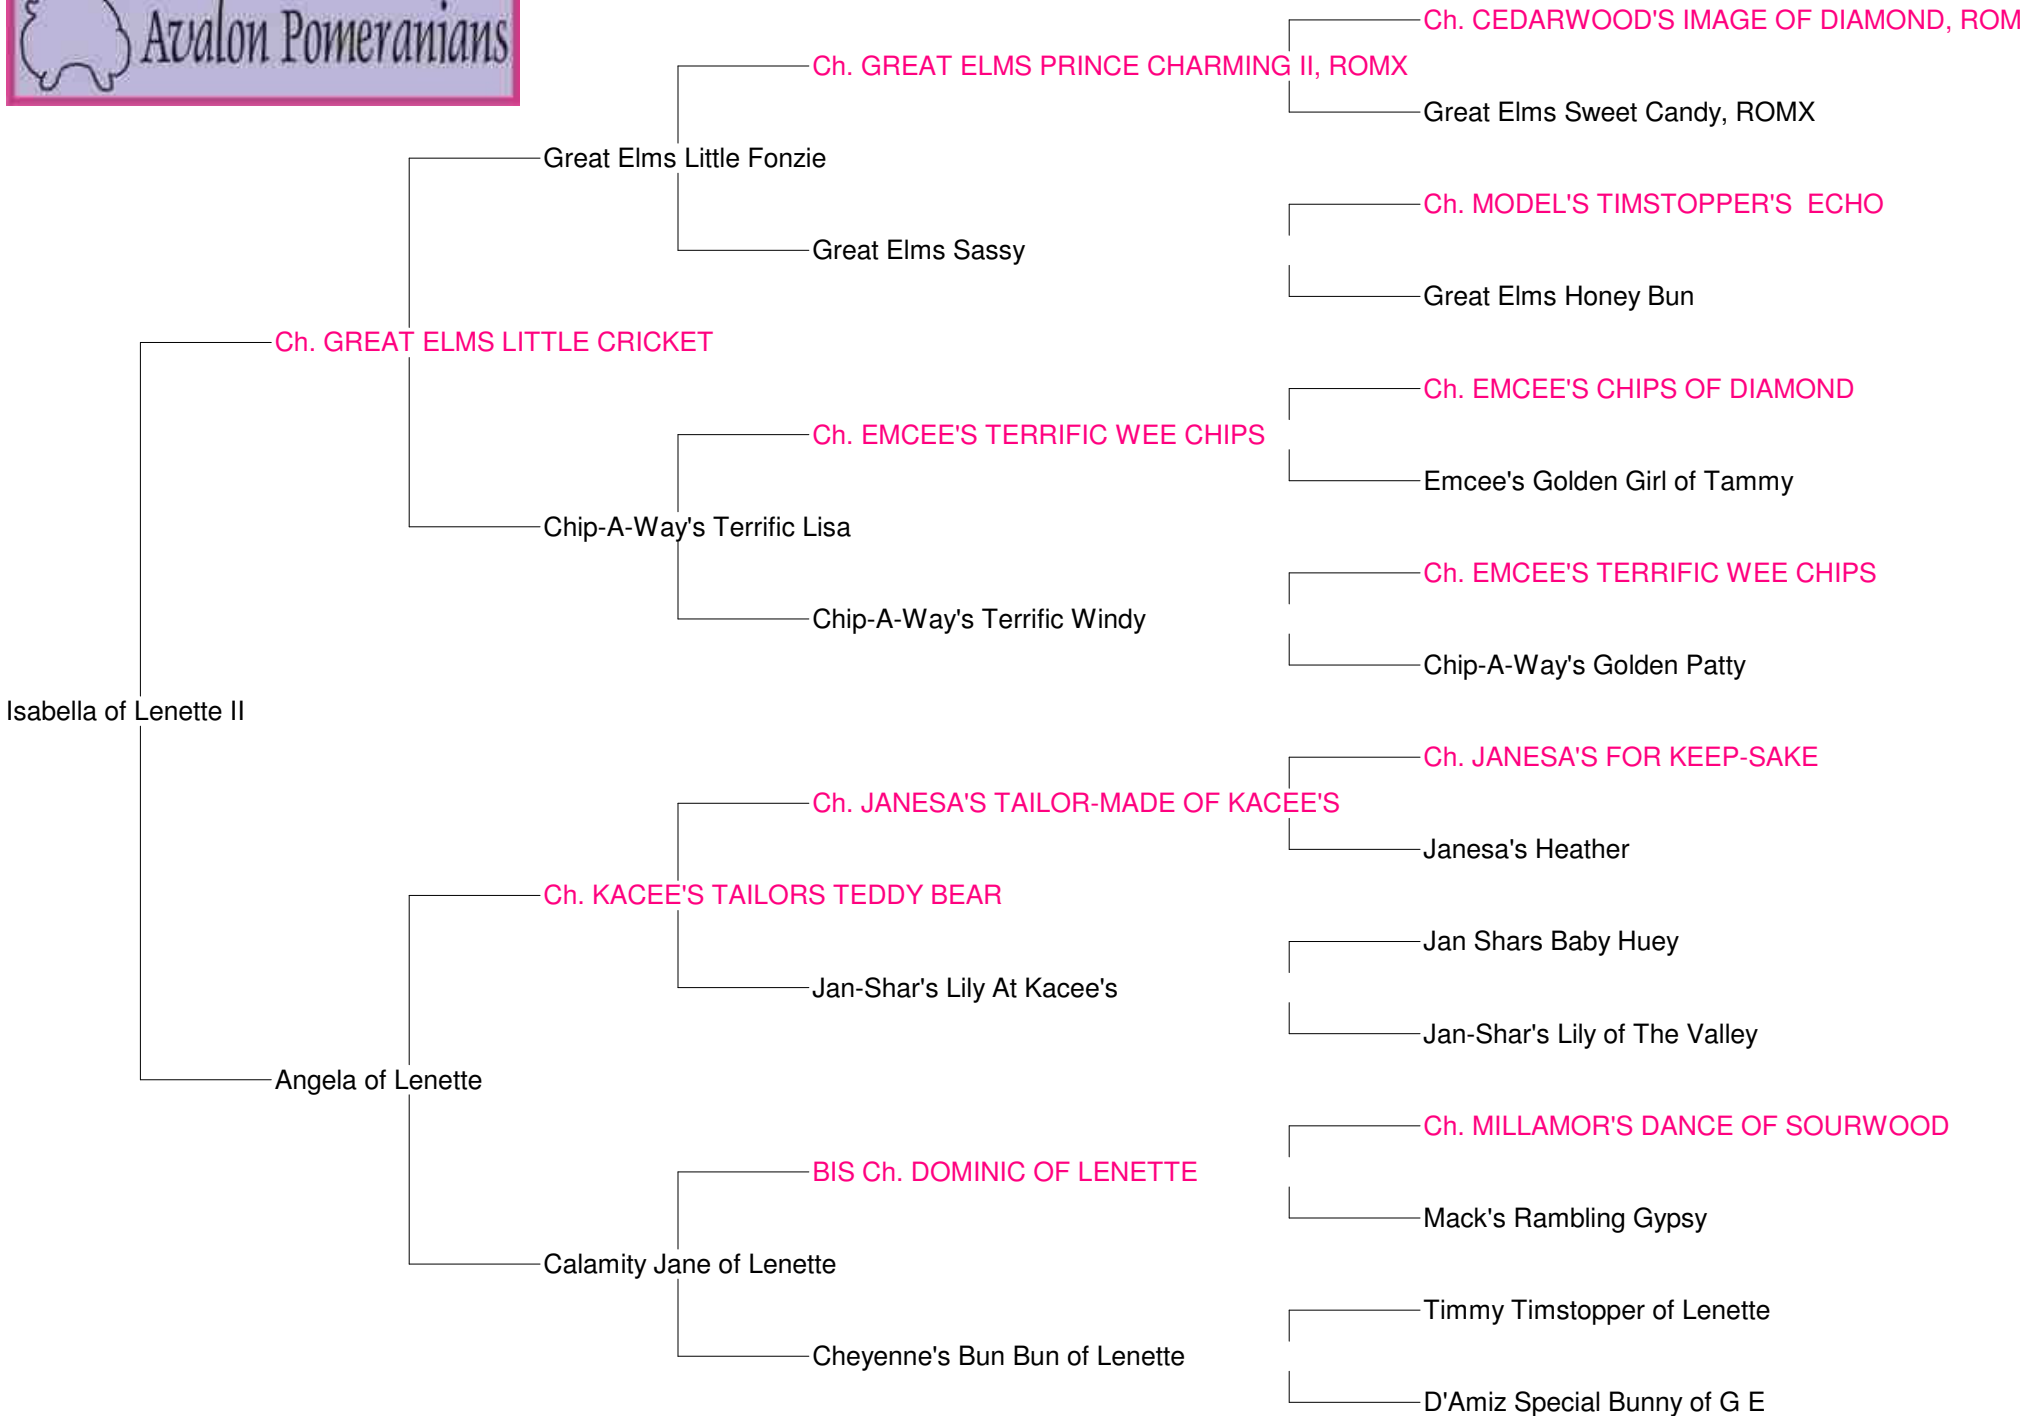 Avalon Pomeranians
Ch. CEDARWOOD'S IMAGE OF DIAMOND, ROM
Ch. GREAT ELMS PRINCE CHARMING II, ROMX
Great Elms Sweet Candy, ROMX
Great Elms Little Fonzie
Ch. MODEL'S TIMSTOPPER'S  ECHO
Great Elms Sassy
Great Elms Honey Bun
Ch. GREAT ELMS LITTLE CRICKET
Ch. EMCEE'S CHIPS OF DIAMOND
Ch. EMCEE'S TERRIFIC WEE CHIPS
Emcee's Golden Girl of Tammy
Chip-A-Way's Terrific Lisa
Ch. EMCEE'S TERRIFIC WEE CHIPS
Chip-A-Way's Terrific Windy
Chip-A-Way's Golden Patty
Isabella of Lenette II
Ch. JANESA'S FOR KEEP-SAKE
Ch. JANESA'S TAILOR-MADE OF KACEE'S
Janesa's Heather
Ch. KACEE'S TAILORS TEDDY BEAR
Jan Shars Baby Huey
Jan-Shar's Lily At Kacee's
Jan-Shar's Lily of The Valley
Angela of Lenette
Ch. MILLAMOR'S DANCE OF SOURWOOD
BIS Ch. DOMINIC OF LENETTE
Mack's Rambling Gypsy
Calamity Jane of Lenette
Timmy Timstopper of Lenette
Cheyenne's Bun Bun of Lenette
D'Amiz Special Bunny of G E